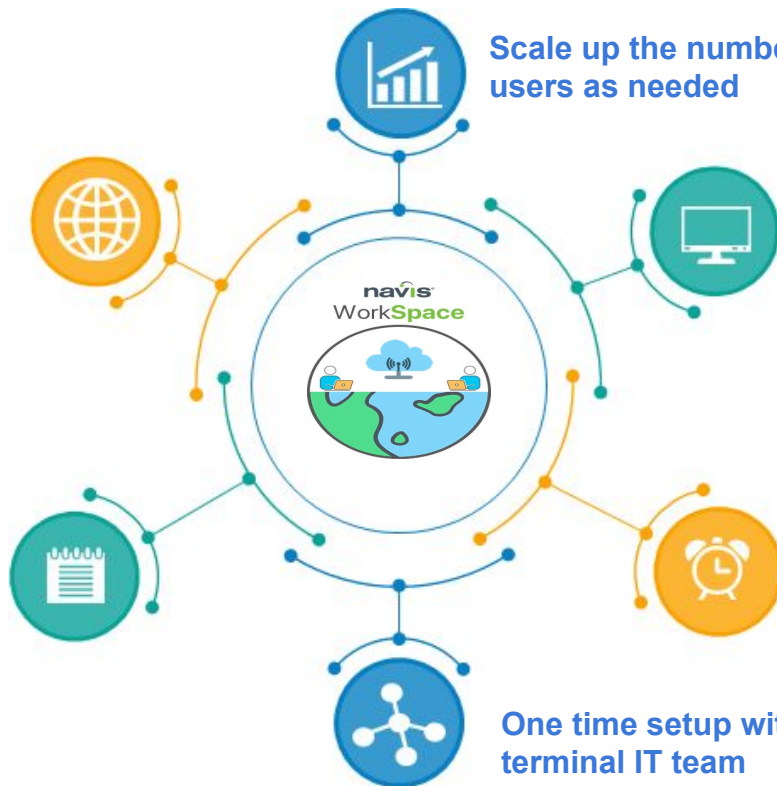 Scale up the numbe
users as needed
navis
WorkSpace
One time setup wit
terminal IT team